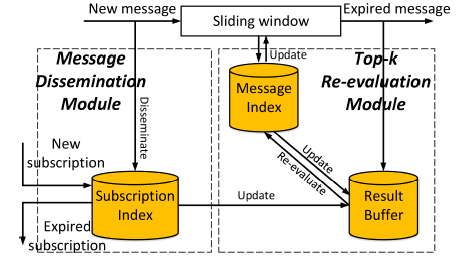 New message
Sliding window
Expired message
Message
Dissemination
Module
Update
Top-k
Re-evaluation
Module
Message
Index
Disseminate
New
subscription
Update
Re-evaluate
Subscription
Index
Update
Result
Buffer
Expired
subscription